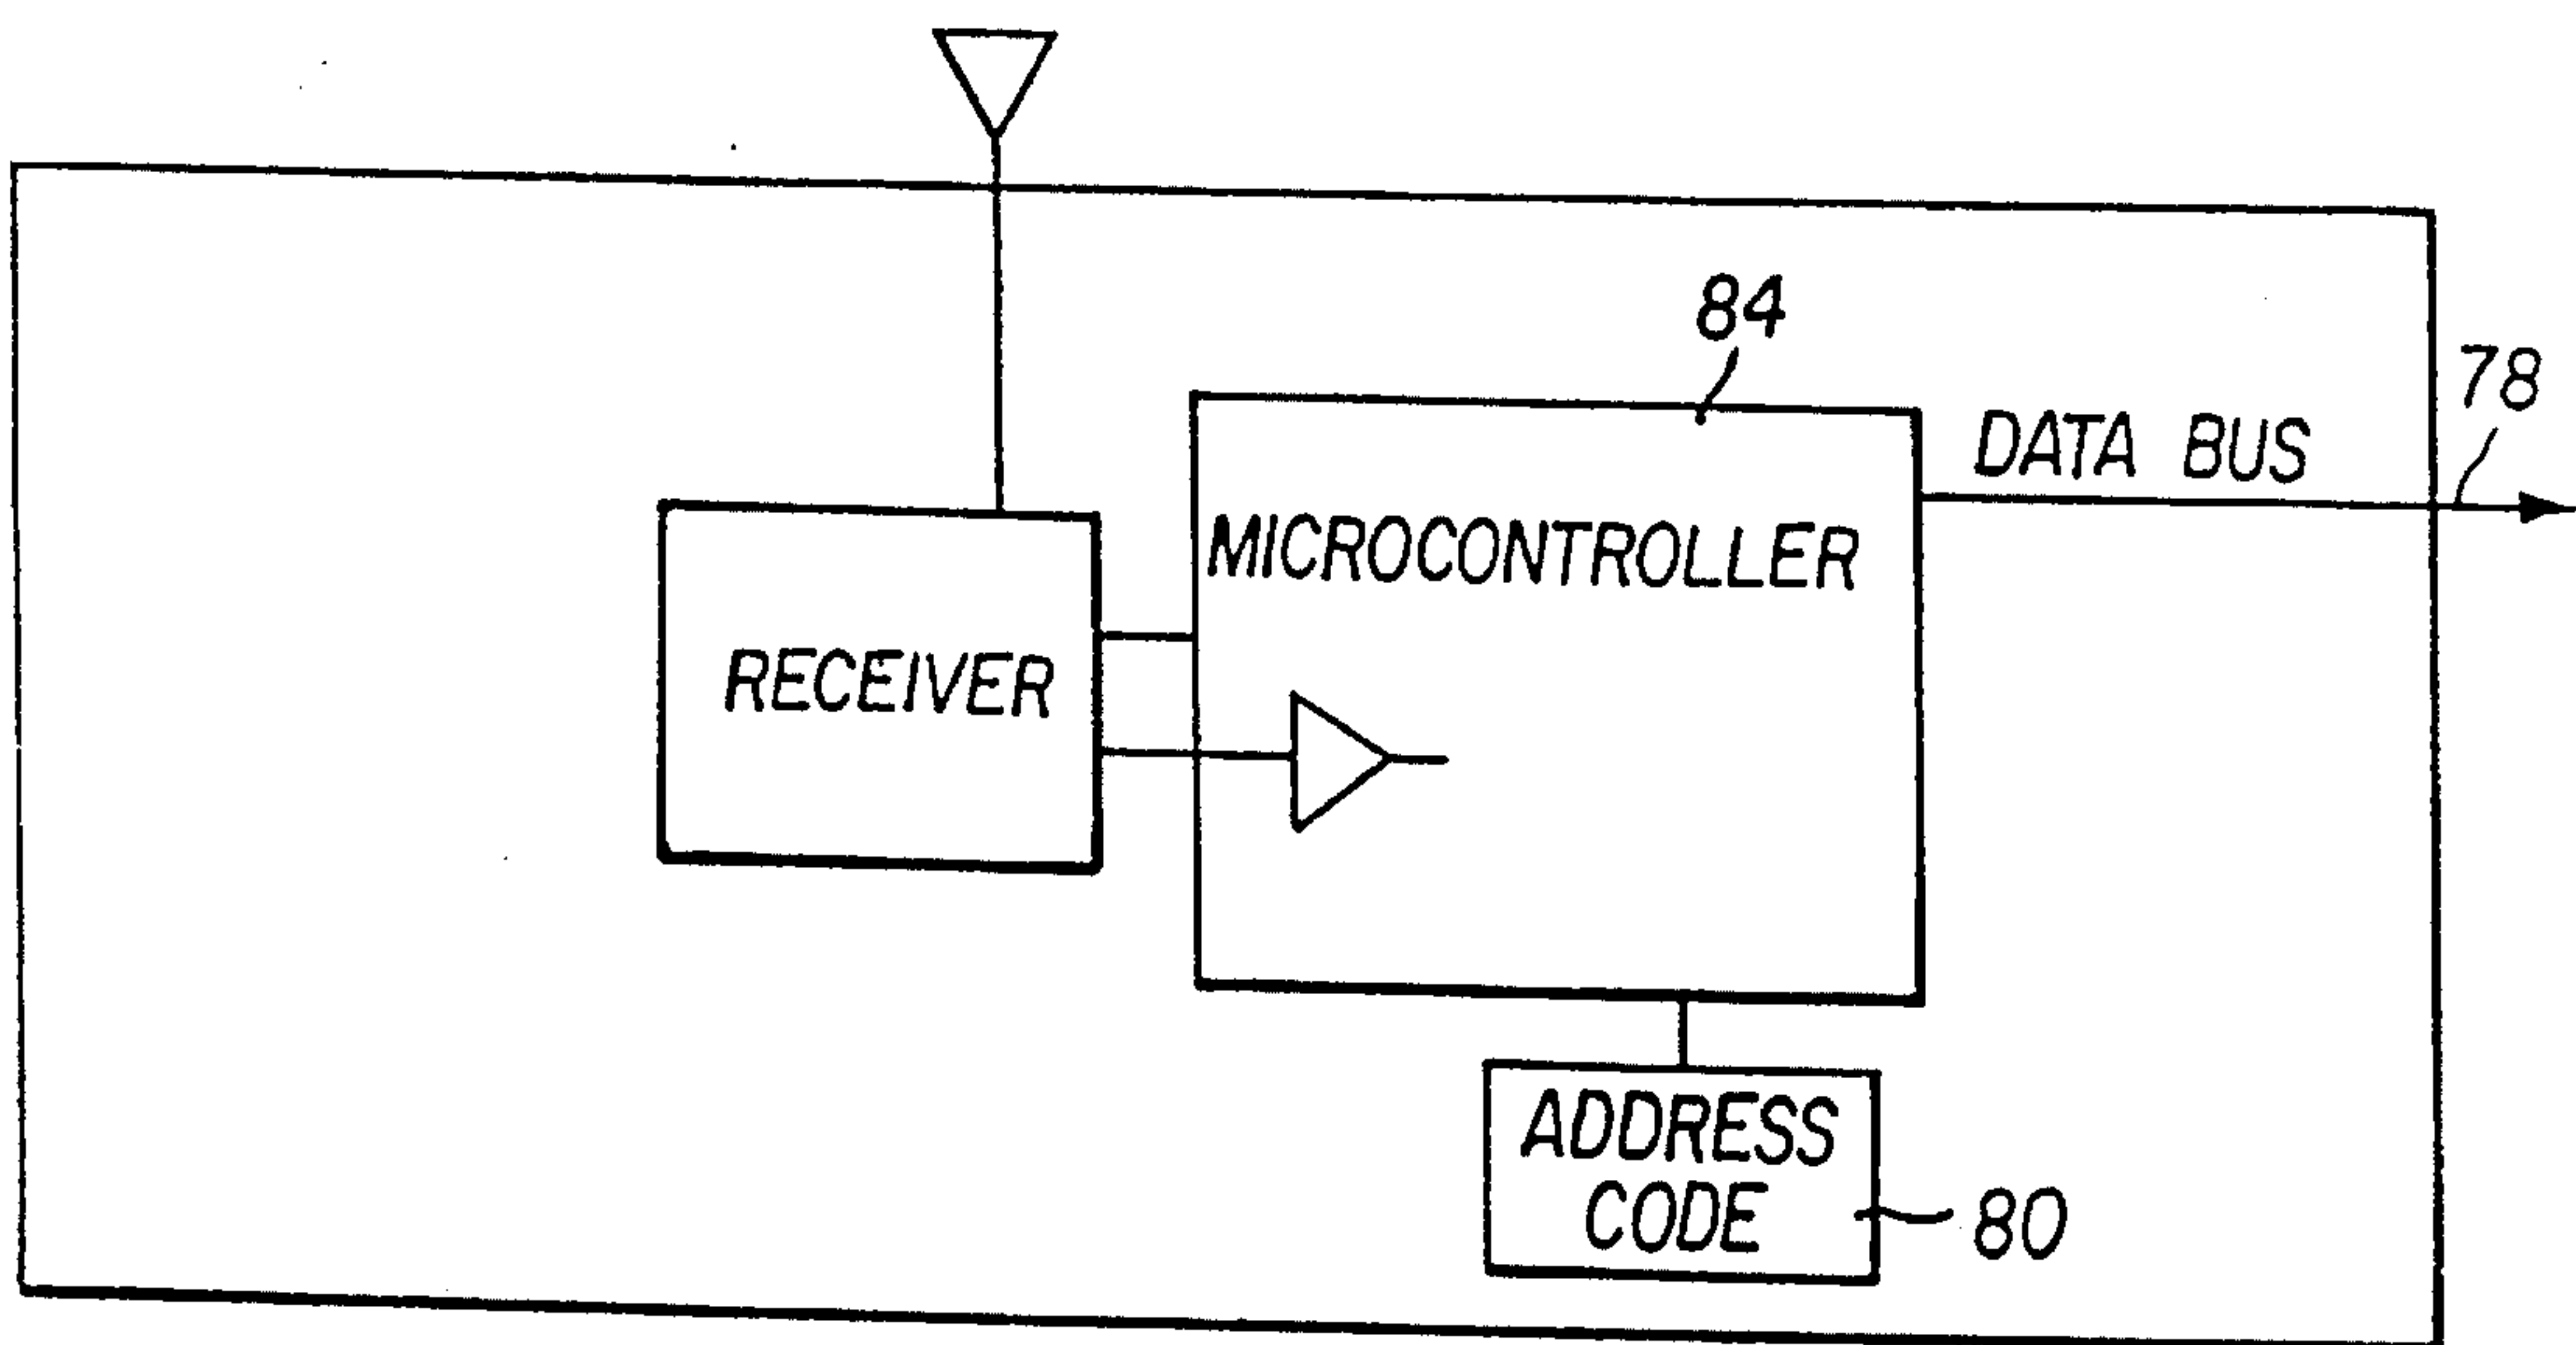 84
78
DATA BUS
MICROCONTROLLER
RECEIVER
ADDRESS
CODE
80